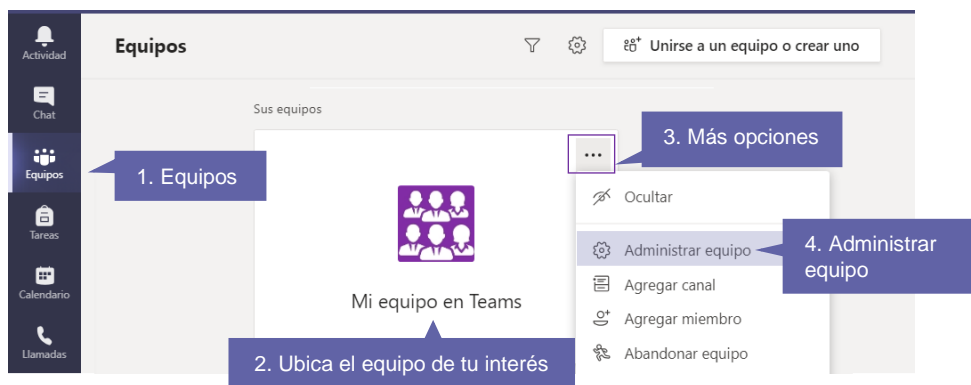 Actividad
Chat
Equipos
Tareas
Calendario
Llamadas
Equipos
Unirse a un equipo o crear uno
Sus equipos
1. Equipos
Mi equipo en Teams
2. Ubica el equipo de tu interés
3. Más opciones
Ocultar
Administrar equipo
4. Administrar
equipo
Agregar canal
Agregar miembro
Abandonar equipo